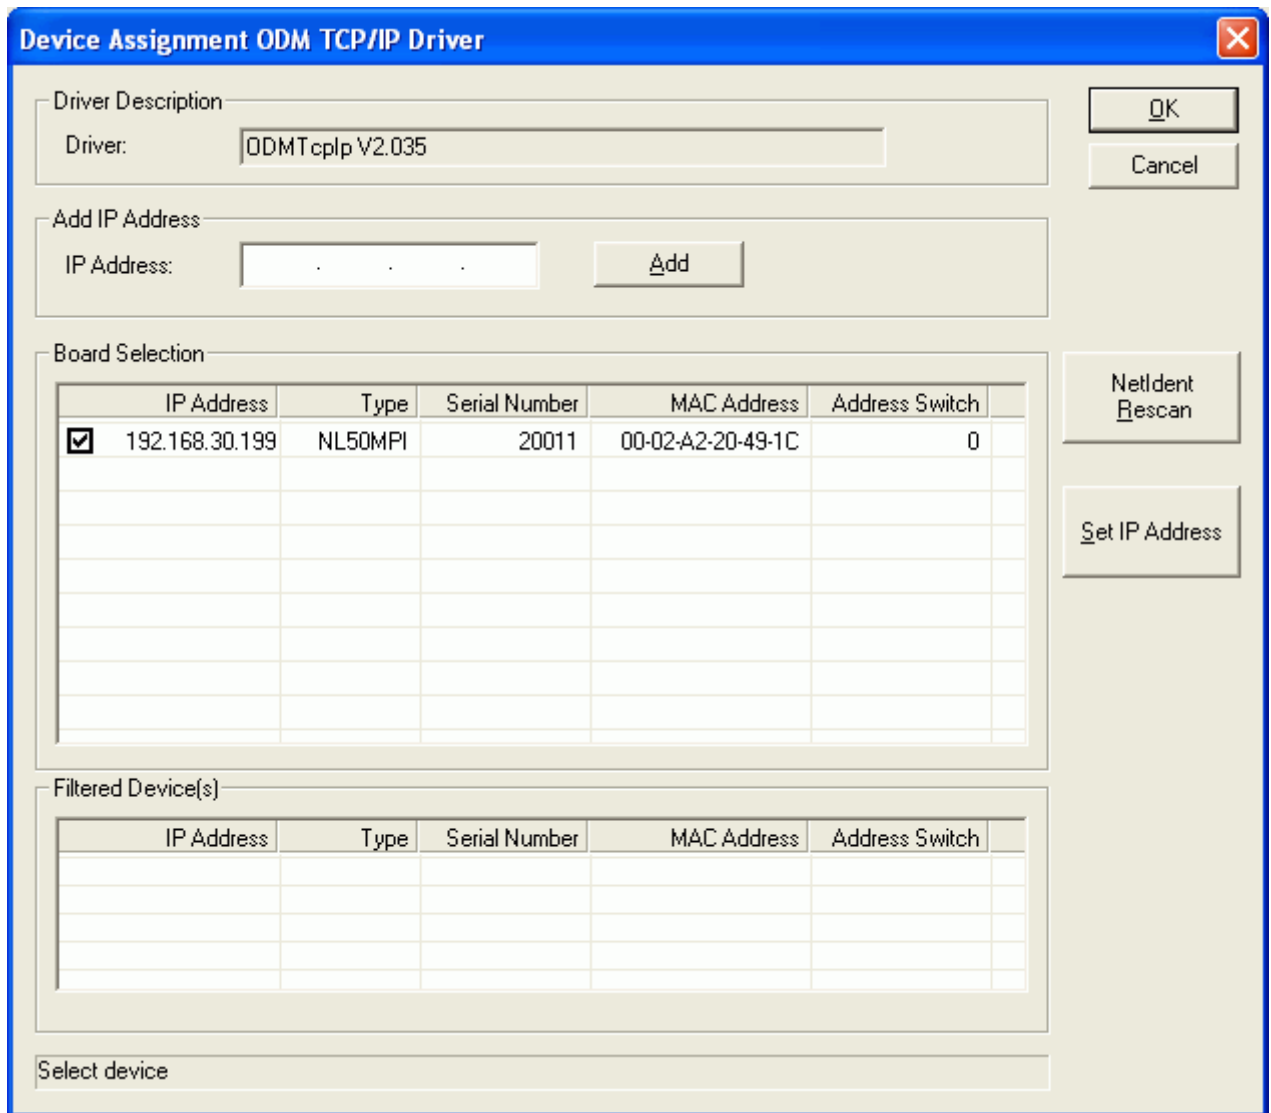 Device Assignment ODM TCP/IP Driver
Driver Description
Driver: ODMTcpIp V2.035
OK
Cancel
Add IP Address
IP Address: . . . Add
Board Selection
IP Address Type Serial Number MAC Address Address Switch
192.168.30.199 NL50MPI 20011 00-02-A2-20-49-1C 0
NetIdent
Rescan
Set IP Address
Filtered Device(s)
IP Address Type Serial Number MAC Address Address Switch
Select device